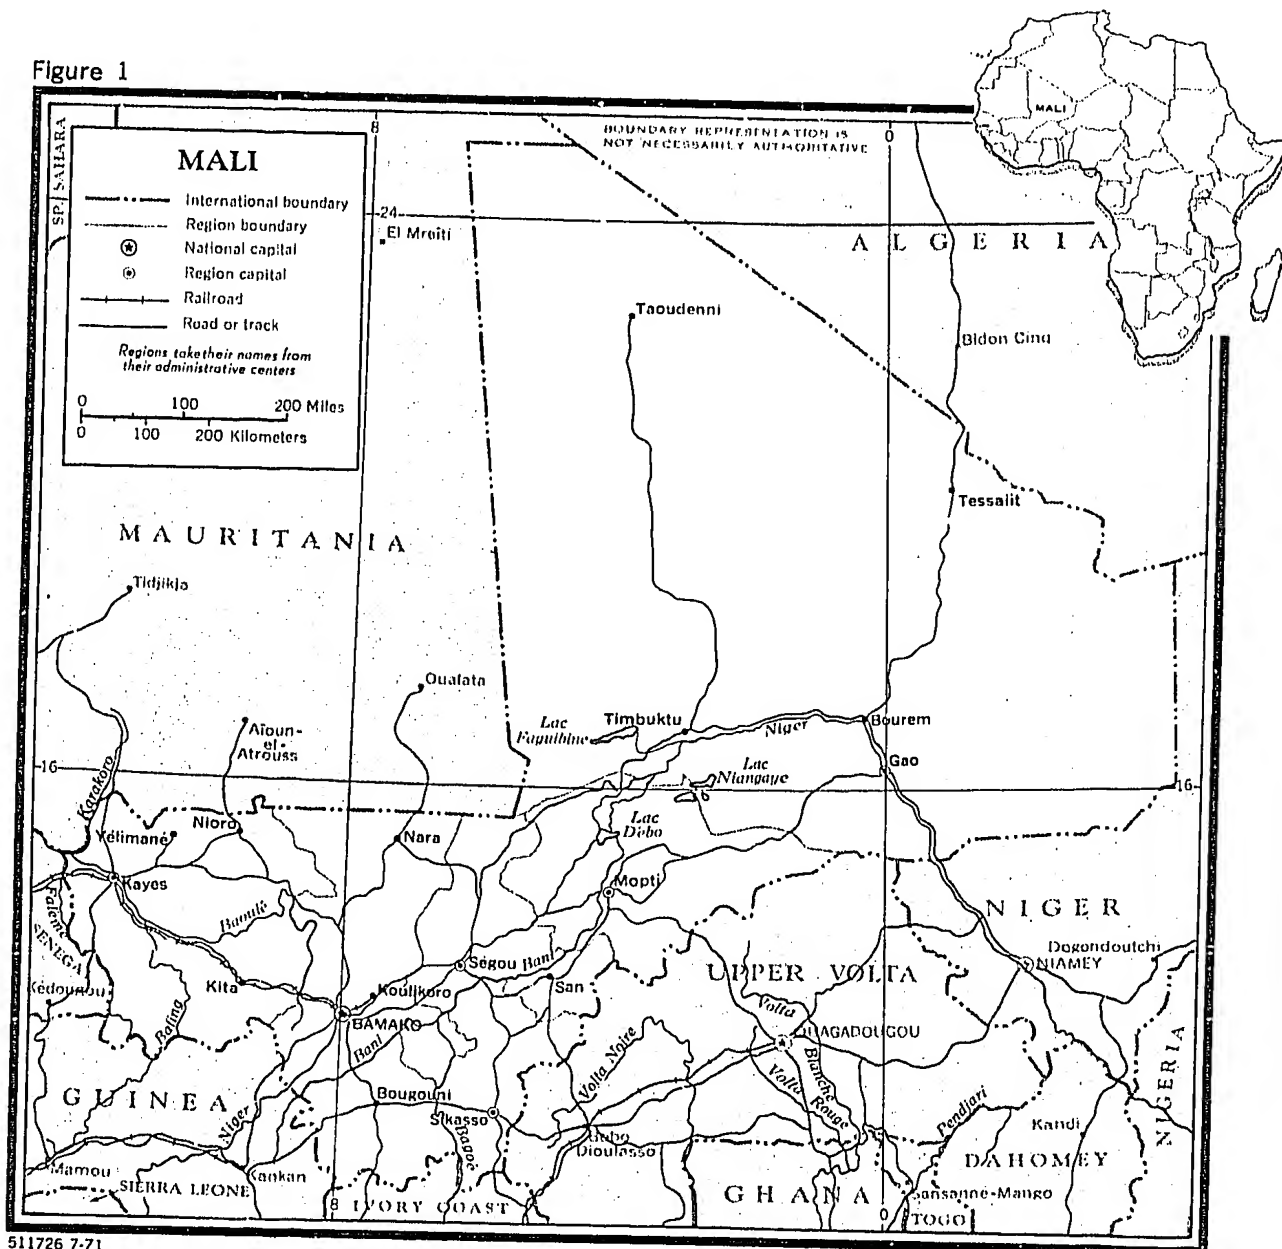 Figure 1
MALI
BOUNDARY REPRESENTATION IS
NOT NECESSARILY AUTHORITATIVE
SP. SAHARA
8
0
MALI
International boundary
Region boundary
National capital
Region capital
Railroad
Road or track
Regions take their names from
their administrative centers
0 100 200 Miles
0 100 200 Kilometers
24
El Mreïti
ALGERIA
Taoudenni
Bidon Cinq
Tessalit
MAURITANIA
Tidjikja
Oualata
Aïoun-
el-
Atrouss
Lac
Faguibine
Timbuktu
Niger
Bourem
Gao
16
Lac
Niangaye
16
Karakoro
Yélimané
Nioro
Nara
Lac
Débo
Kayes
Mopti
Baoulé
Falémé
SENEGAL
NIGER
Dogondoutchi
NIAMEY
Ségou
Bani
San
UPPER VOLTA
Kédougou
Kita
Koulikoro
BAMAKO
Bafing
Bani
Volta
OUAGADOUGOU
Volta Noire
Blanche
Volta
Rouge
NIGERIA
GUINEA
Niger
Bougouni
Sikasso
Bagoé
Bobo
Dioulasso
Pendjari
Kandi
DAHOMEY
Mamou
SIERRA LEONE
Kankan
8
IVORY COAST
GHANA
0
Sansanné-Mango
TOGO
511726 7-71